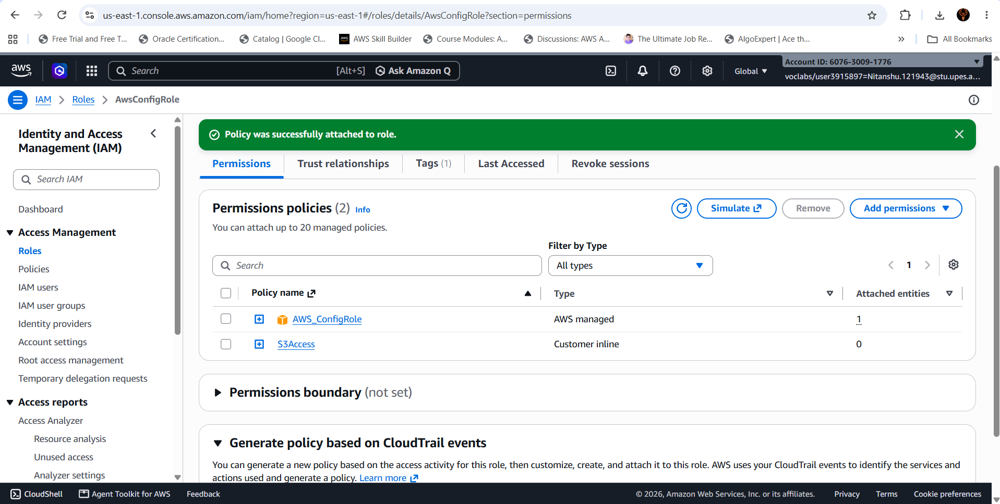 us-east-1.console.aws.amazon.com/iam/home?region=us-east-1#/roles/details/AwsConfigRole?section=permissions
Free Trial and Free T... Oracle Certification... Catalog | Google Cl... aws AWS Skill Builder Course Modules: A... Discussions: AWS A... The Ultimate Job Re... AlgoExpert | Ace th... » All Bookmarks
aws Search [Alt+S] Ask Amazon Q Global Account ID: 6076-3009-1776
voclabs/user3915897=Nitanshu.121943@stu.upes.a...
IAM > Roles > AwsConfigRole
Identity and Access
Management (IAM)
Search IAM
Dashboard
Access Management
Roles
Policies
IAM users
IAM user groups
Identity providers
Account settings
Root access management
Temporary delegation requests
Access reports
Access Analyzer
Resource analysis
Unused access
Analyzer settings
Policy was successfully attached to role.
Permissions Trust relationships Tags (1) Last Accessed Revoke sessions
Permissions policies (2) Info Simulate Remove Add permissions
You can attach up to 20 managed policies.
Filter by Type
Search All types 1
Policy name Type Attached entities
AWS_ConfigRole AWS managed 1
S3Access Customer inline 0
Permissions boundary (not set)
Generate policy based on CloudTrail events
You can generate a new policy based on the access activity for this role, then customize, create, and attach it to this role. AWS uses your CloudTrail events to identify the services and
actions used and generate a policy. Learn more
CloudShell Agent Toolkit for AWS Feedback © 2026, Amazon Web Services, Inc. or its affiliates. Privacy Terms Cookie preferences